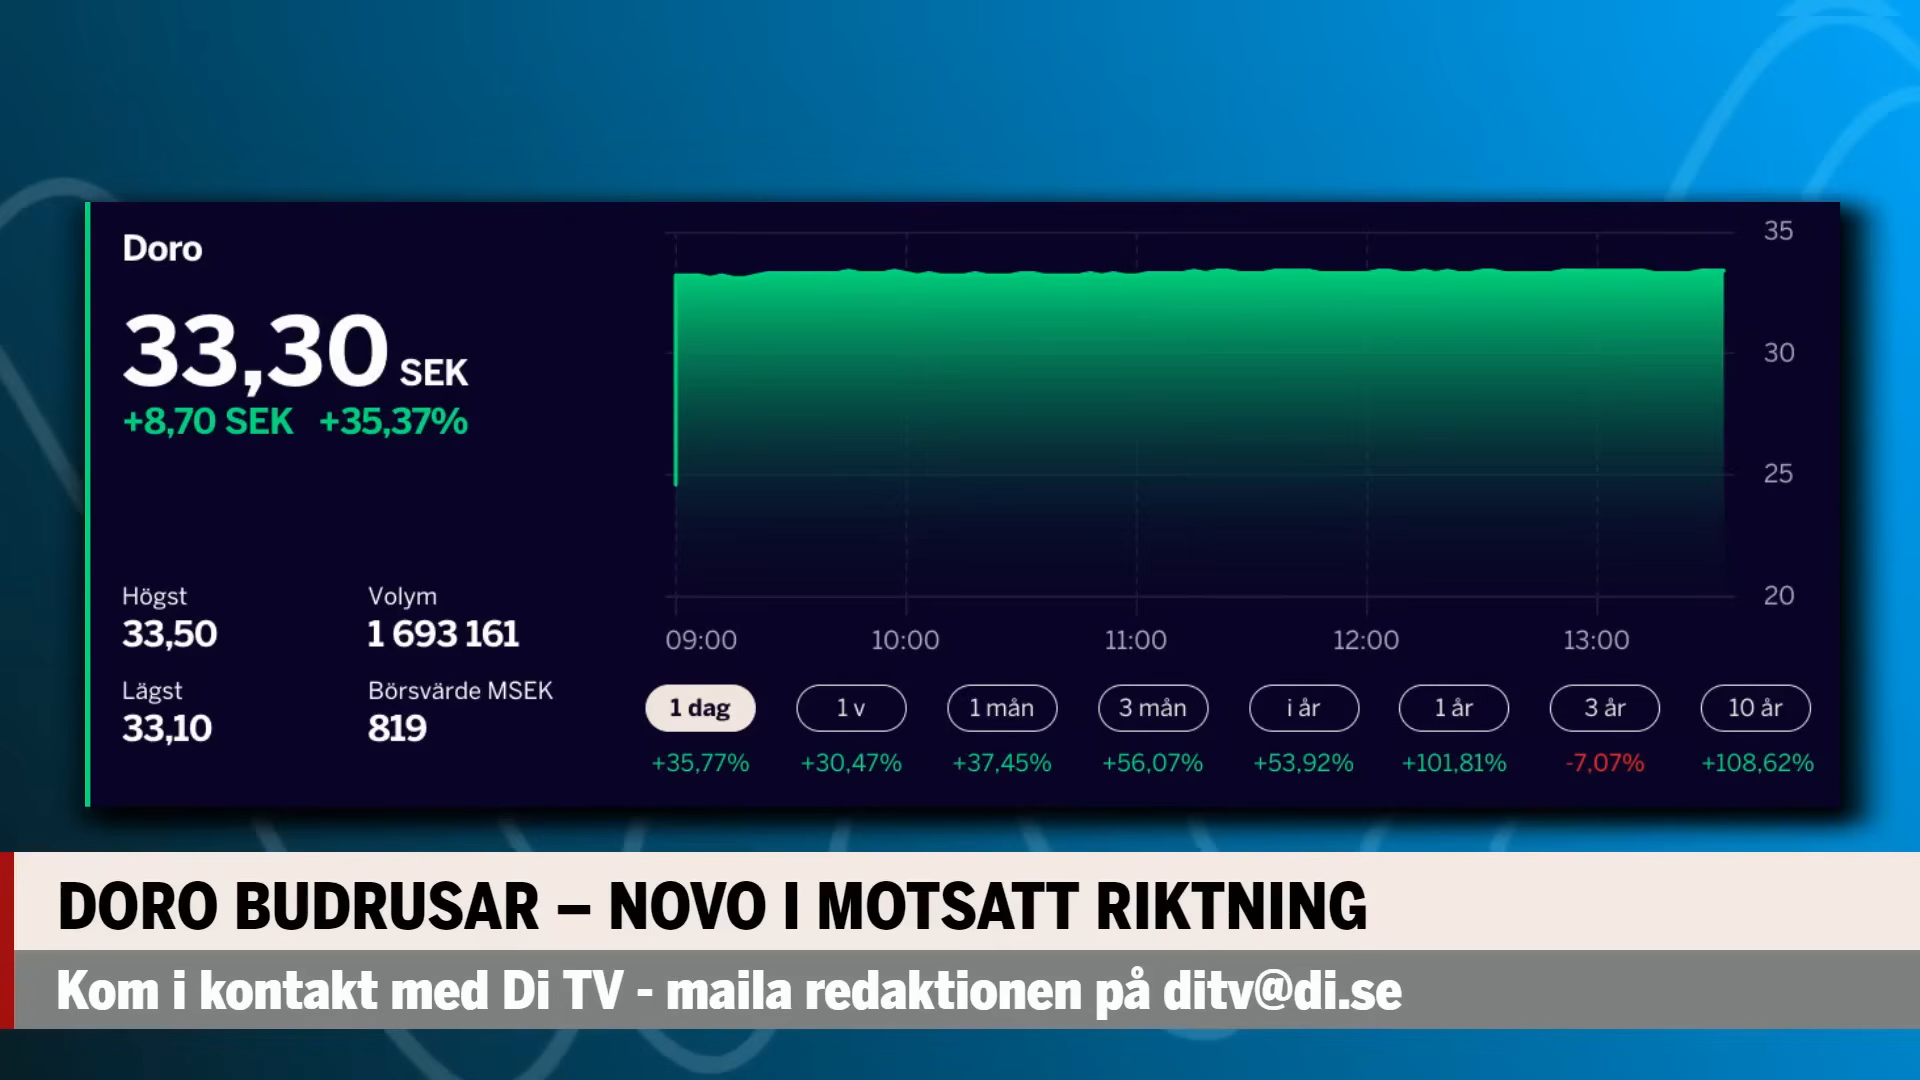 Doro
33,30 SEK
+8,70 SEK +35,37%
Högst Volym
33,50 1 693 161
Lägst Börsvärde MSEK
33,10 819
35
30
25
20
09:00 10:00 11:00 12:00 13:00
1 dag 1 v 1 mån 3 mån i år 1 år 3 år 10 år
+35,77% +30,47% +37,45% +56,07% +53,92% +101,81% -7,07% +108,62%
DORO BUDRUSAR – NOVO I MOTSATT RIKTNING
Kom i kontakt med Di TV - maila redaktionen på ditv@di.se